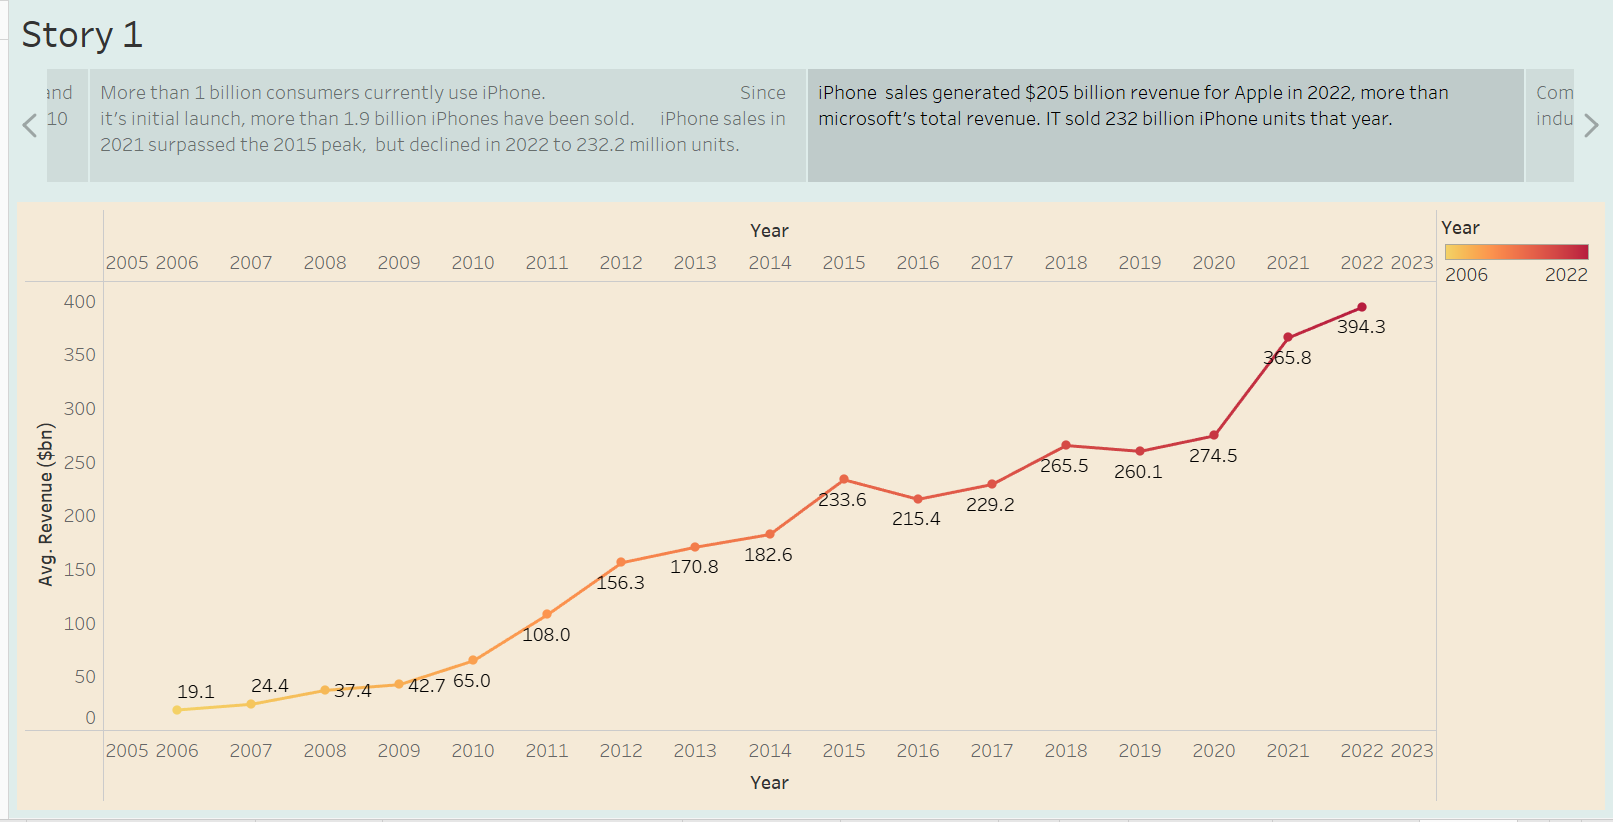 Story 1
and
10
More than 1 billion consumers currently use iPhone. Since
it's initial launch, more than 1.9 billion iPhones have been sold. iPhone sales in
2021 surpassed the 2015 peak, but declined in 2022 to 232.2 million units.
iPhone sales generated $205 billion revenue for Apple in 2022, more than
microsoft's total revenue. IT sold 232 billion iPhone units that year.
Com
indu
Year
2005 2006 2007 2008 2009 2010 2011 2012 2013 2014 2015 2016 2017 2018 2019 2020 2021 2022 2023
Avg. Revenue ($bn)
400
350
300
250
200
150
100
50
0
19.1
24.4
37.4
42.7
65.0
108.0
156.3
170.8
182.6
233.6
215.4
229.2
265.5
260.1
274.5
365.8
394.3
2005 2006 2007 2008 2009 2010 2011 2012 2013 2014 2015 2016 2017 2018 2019 2020 2021 2022 2023
Year
Year
2006 2022